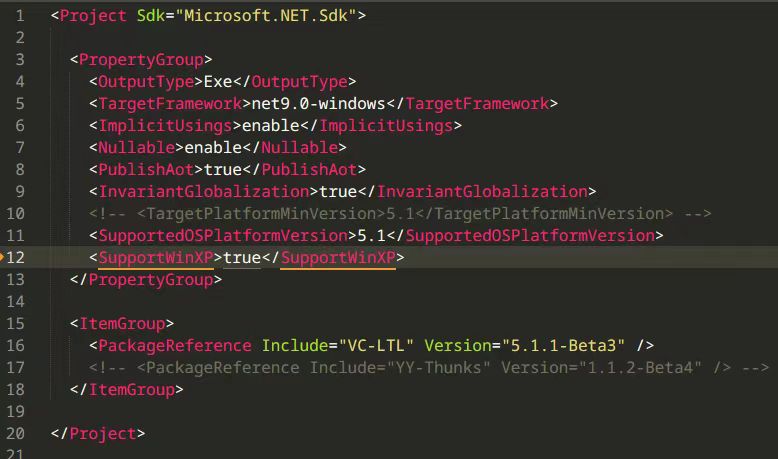 1 <Project Sdk="Microsoft.NET.Sdk">
2
3 <PropertyGroup>
4 <OutputType>Exe</OutputType>
5 <TargetFramework>net9.0-windows</TargetFramework>
6 <ImplicitUsings>enable</ImplicitUsings>
7 <Nullable>enable</Nullable>
8 <PublishAot>true</PublishAot>
9 <InvariantGlobalization>true</InvariantGlobalization>
10 <!-- <TargetPlatformMinVersion>5.1</TargetPlatformMinVersion> -->
11 <SupportedOSPlatformVersion>5.1</SupportedOSPlatformVersion>
12 <SupportWinXP>true</SupportWinXP>
13 </PropertyGroup>
14
15 <ItemGroup>
16 <PackageReference Include="VC-LTL" Version="5.1.1-Beta3" />
17 <!-- <PackageReference Include="YY-Thunks" Version="1.1.2-Beta4" /> -->
18 </ItemGroup>
19
20 </Project>
21